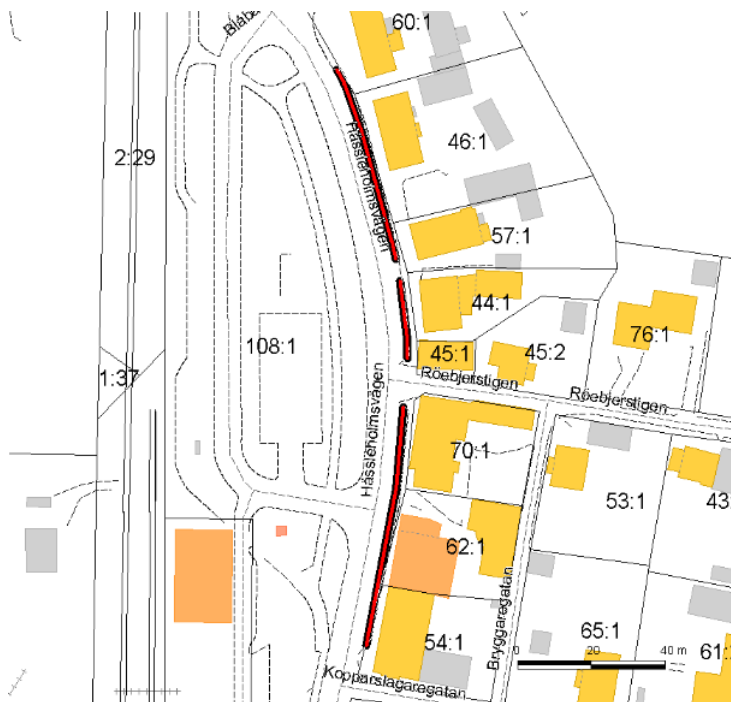 60:1
46:1
2:29
Hässleholmsvägen
57:1
44:1
76:1
108:1
45:1
45:2
1:37
Röebjerstigen
Röebjerstigen
Hässleholmsvägen
70:1
53:1
62:1
Bryggaregatan
54:1
65:1
0
20
40 m
Kopparslagaregatan